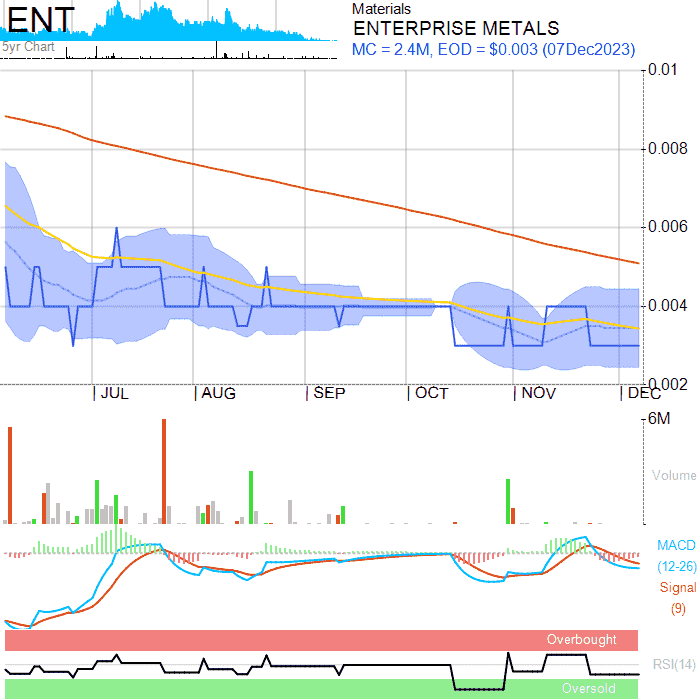 ENT
5yr Chart
Materials
ENTERPRISE METALS
MC = 2.4M, EOD = $0.003 (07Dec2023)
0.01
0.008
0.006
0.004
0.002
JUL AUG SEP OCT NOV DEC
6M
Volume
MACD
(12-26)
Signal
(9)
Overbought
RSI(14)
Oversold